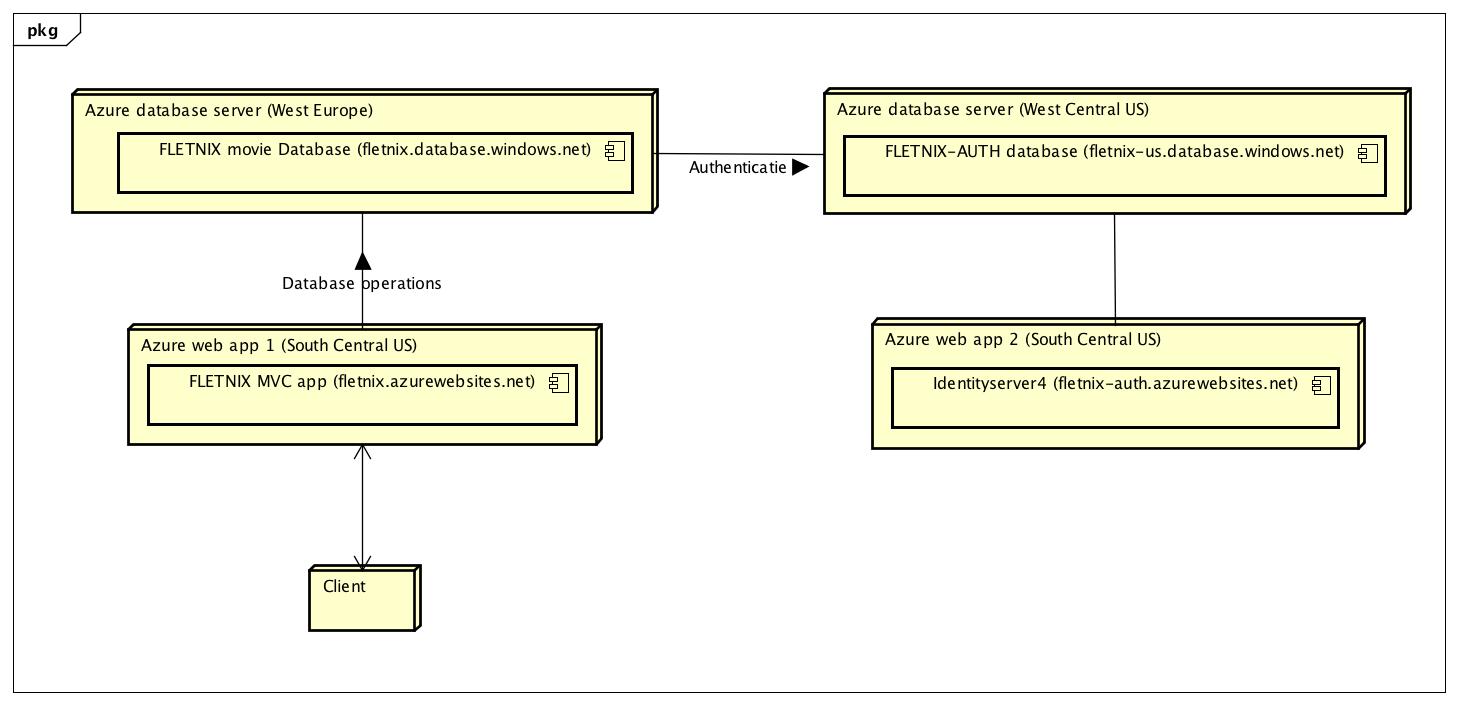 pkg
Azure database server (West Europe)
FLETNIX movie Database (fletnix.database.windows.net)
Azure database server (West Central US)
FLETNIX-AUTH database (fletnix-us.database.windows.net)
Authenticatie
Database operations
Azure web app 1 (South Central US)
FLETNIX MVC app (fletnix.azurewebsites.net)
Azure web app 2 (South Central US)
Identityserver4 (fletnix-auth.azurewebsites.net)
Client